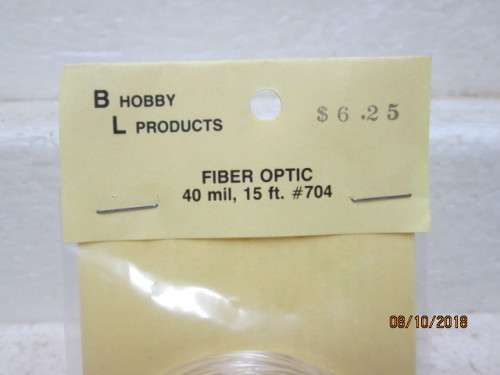 B HOBBY
L PRODUCTS
$6.25
FIBER OPTIC
40 mil, 15 ft. #704
08/10/2018